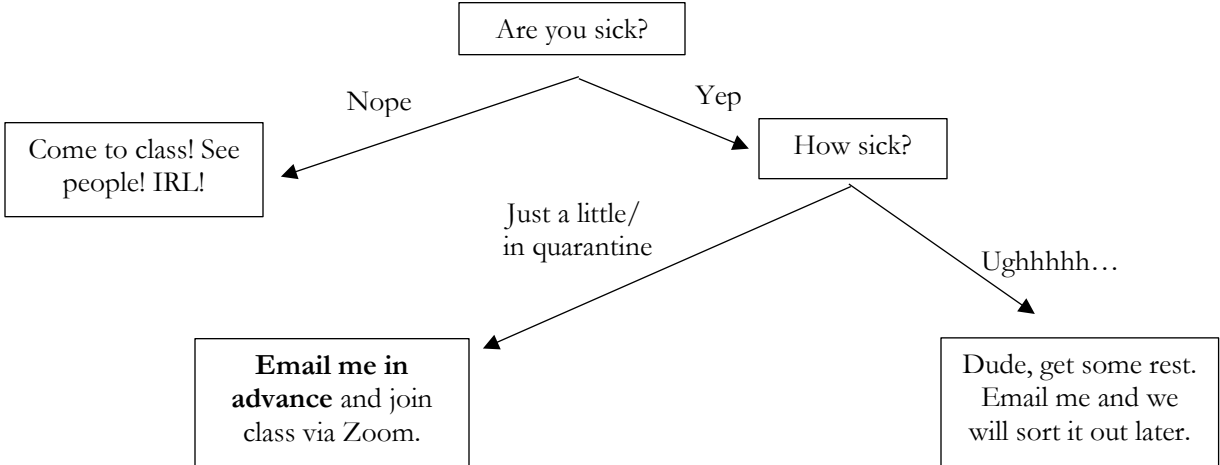 Are you sick?
Nope
Yep
Come to class! See
people! IRL!
How sick?
Just a little/
in quarantine
Ughhhhh…
Email me in
advance and join
class via Zoom.
Dude, get some rest.
Email me and we
will sort it out later.